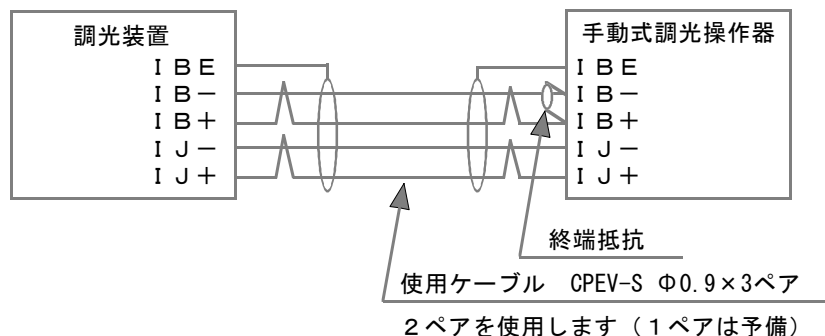 調光装置
ＩＢＥ
ＩＢ－
ＩＢ＋
ＩＪ－
ＩＪ＋
手動式調光操作器
ＩＢＥ
ＩＢ－
ＩＢ＋
ＩＪ－
ＩＪ＋
終端抵抗
使用ケーブル　CPEV-S Φ0.9×3ペア
２ペアを使用します（１ペアは予備）